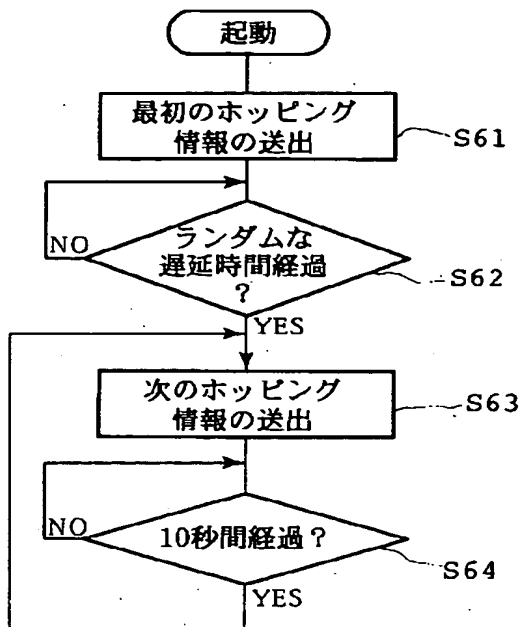 起動
最初のホッピング
情報の送出
S61
ランダムな
遅延時間経過
?
NO
S62
YES
次のホッピング
情報の送出
S63
10秒間経過?
NO
S64
YES